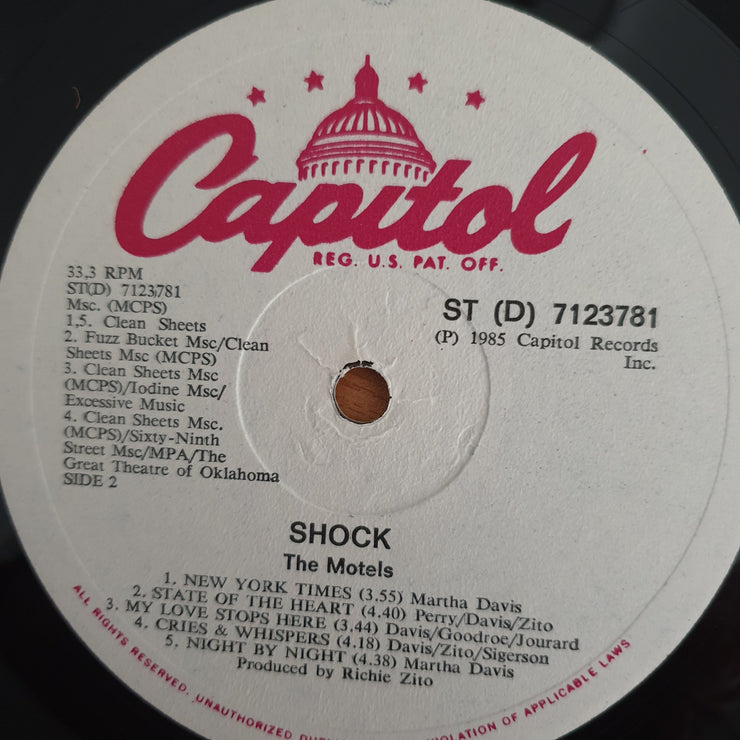 Capitol
REG. U.S. PAT. OFF.
33.3 RPM
ST(D) 7123781
Msc. (MCPS)
1,5. Clean Sheets
2. Fuzz Bucket Msc/Clean
Sheets Msc (MCPS)
3. Clean Sheets Msc
(MCPS)/Iodine Msc/
Excessive Music
4. Clean Sheets Msc.
(MCPS)/Sixty-Ninth
Street Msc/MPA/The
Great Theatre of Oklahoma
SIDE 2
ST (D) 7123781
(P) 1985 Capitol Records
Inc.
SHOCK
The Motels
1. NEW YORK TIMES (3.55) Martha Davis
2. STATE OF THE HEART (4.40) Perry/Davis/Zito
3. MY LOVE STOPS HERE (3.44) Davis/Goodroe/Jourard
4. CRIES & WHISPERS (4.18) Davis/Zito/Sigerson
5. NIGHT BY NIGHT (4.38) Martha Davis
Produced by Richie Zito
ALL RIGHTS RESERVED. UNAUTHORIZED OF APPLICABLE LAWS